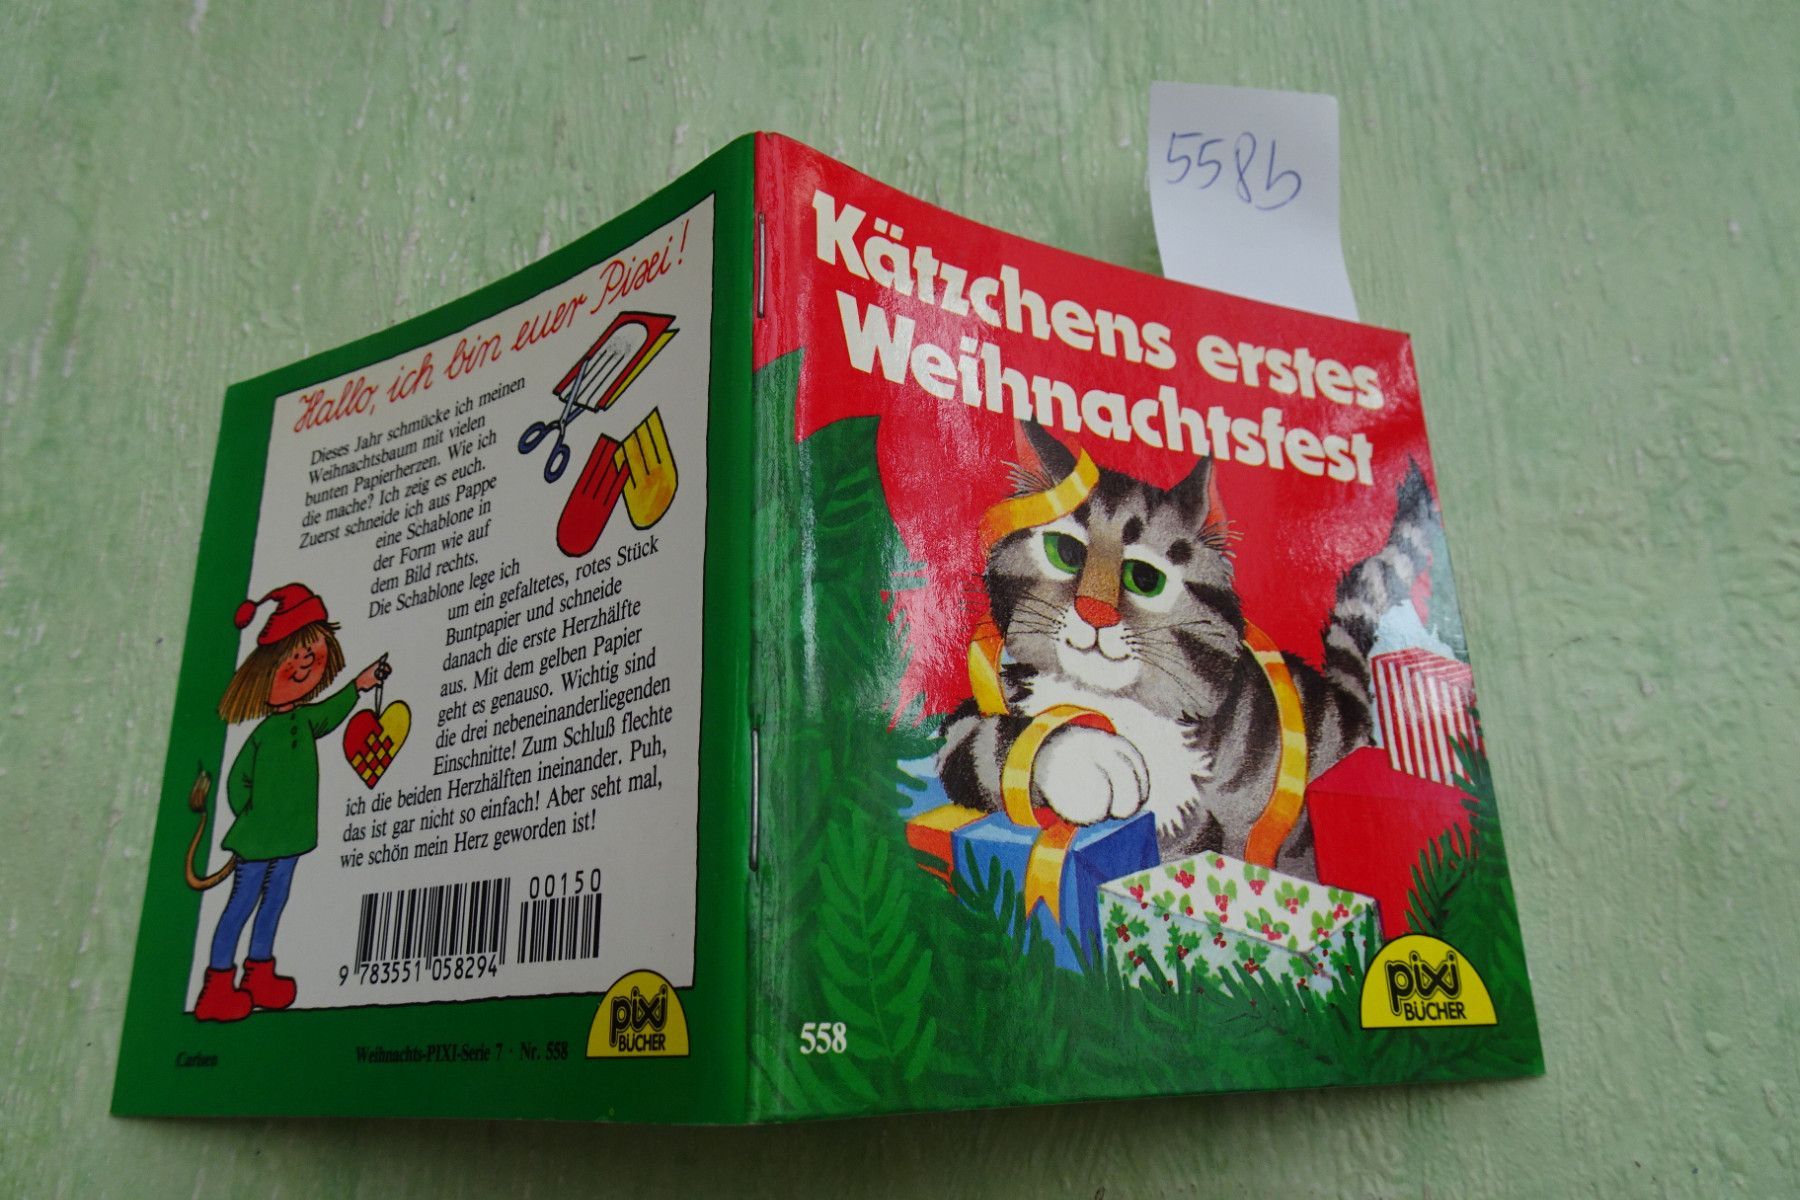 558b
Kätzchens erstes
Weihnachtsfest
pixi
BÜCHER
558
Hallo, ich bin euer Pixi!
Dieses Jahr schmücke ich meinen
Weihnachtsbaum mit vielen
bunten Papierherzen. Wie ich
die mache? Ich zeig es euch.
Zuerst schneide ich aus Pappe
eine Schablone in
der Form wie auf
dem Bild rechts.
Die Schablone lege ich
um ein gefaltetes, rotes Stück
Buntpapier und schneide
danach die erste Herzhälfte
aus. Mit dem gelben Papier
geht es genauso. Wichtig sind
die drei nebeneinanderliegenden
Einschnitte! Zum Schluß flechte
ich die beiden Herzhälften ineinander. Puh,
das ist gar nicht so einfach! Aber seht mal,
wie schön mein Herz geworden ist!
00150
9 783551 058294
pixi
BÜCHER
Carlsen
Weihnachts-PIXI-Serie 7 · Nr. 558